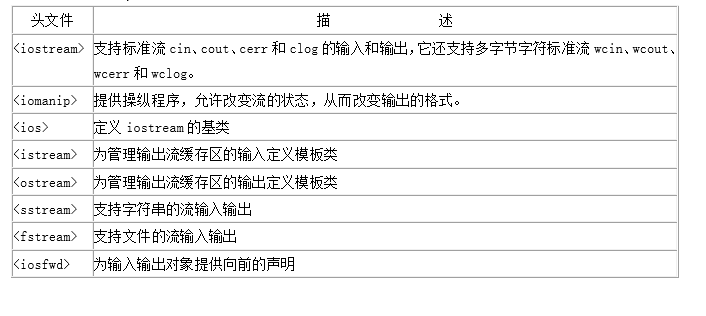 头文件 描 述
<iostream> 支持标准流 cin、cout、cerr 和 clog 的输入和输出，它还支持多字节字符标准流 wcin、wcout、
wcerr 和 wclog。
<iomanip> 提供操纵程序，允许改变流的状态，从而改变输出的格式。
<ios> 定义 iostream 的基类
<istream> 为管理输出流缓存区的输入定义模板类
<ostream> 为管理输出流缓存区的输出定义模板类
<sstream> 支持字符串的流输入输出
<fstream> 支持文件的流输入输出
<iosfwd> 为输入输出对象提供向前的声明